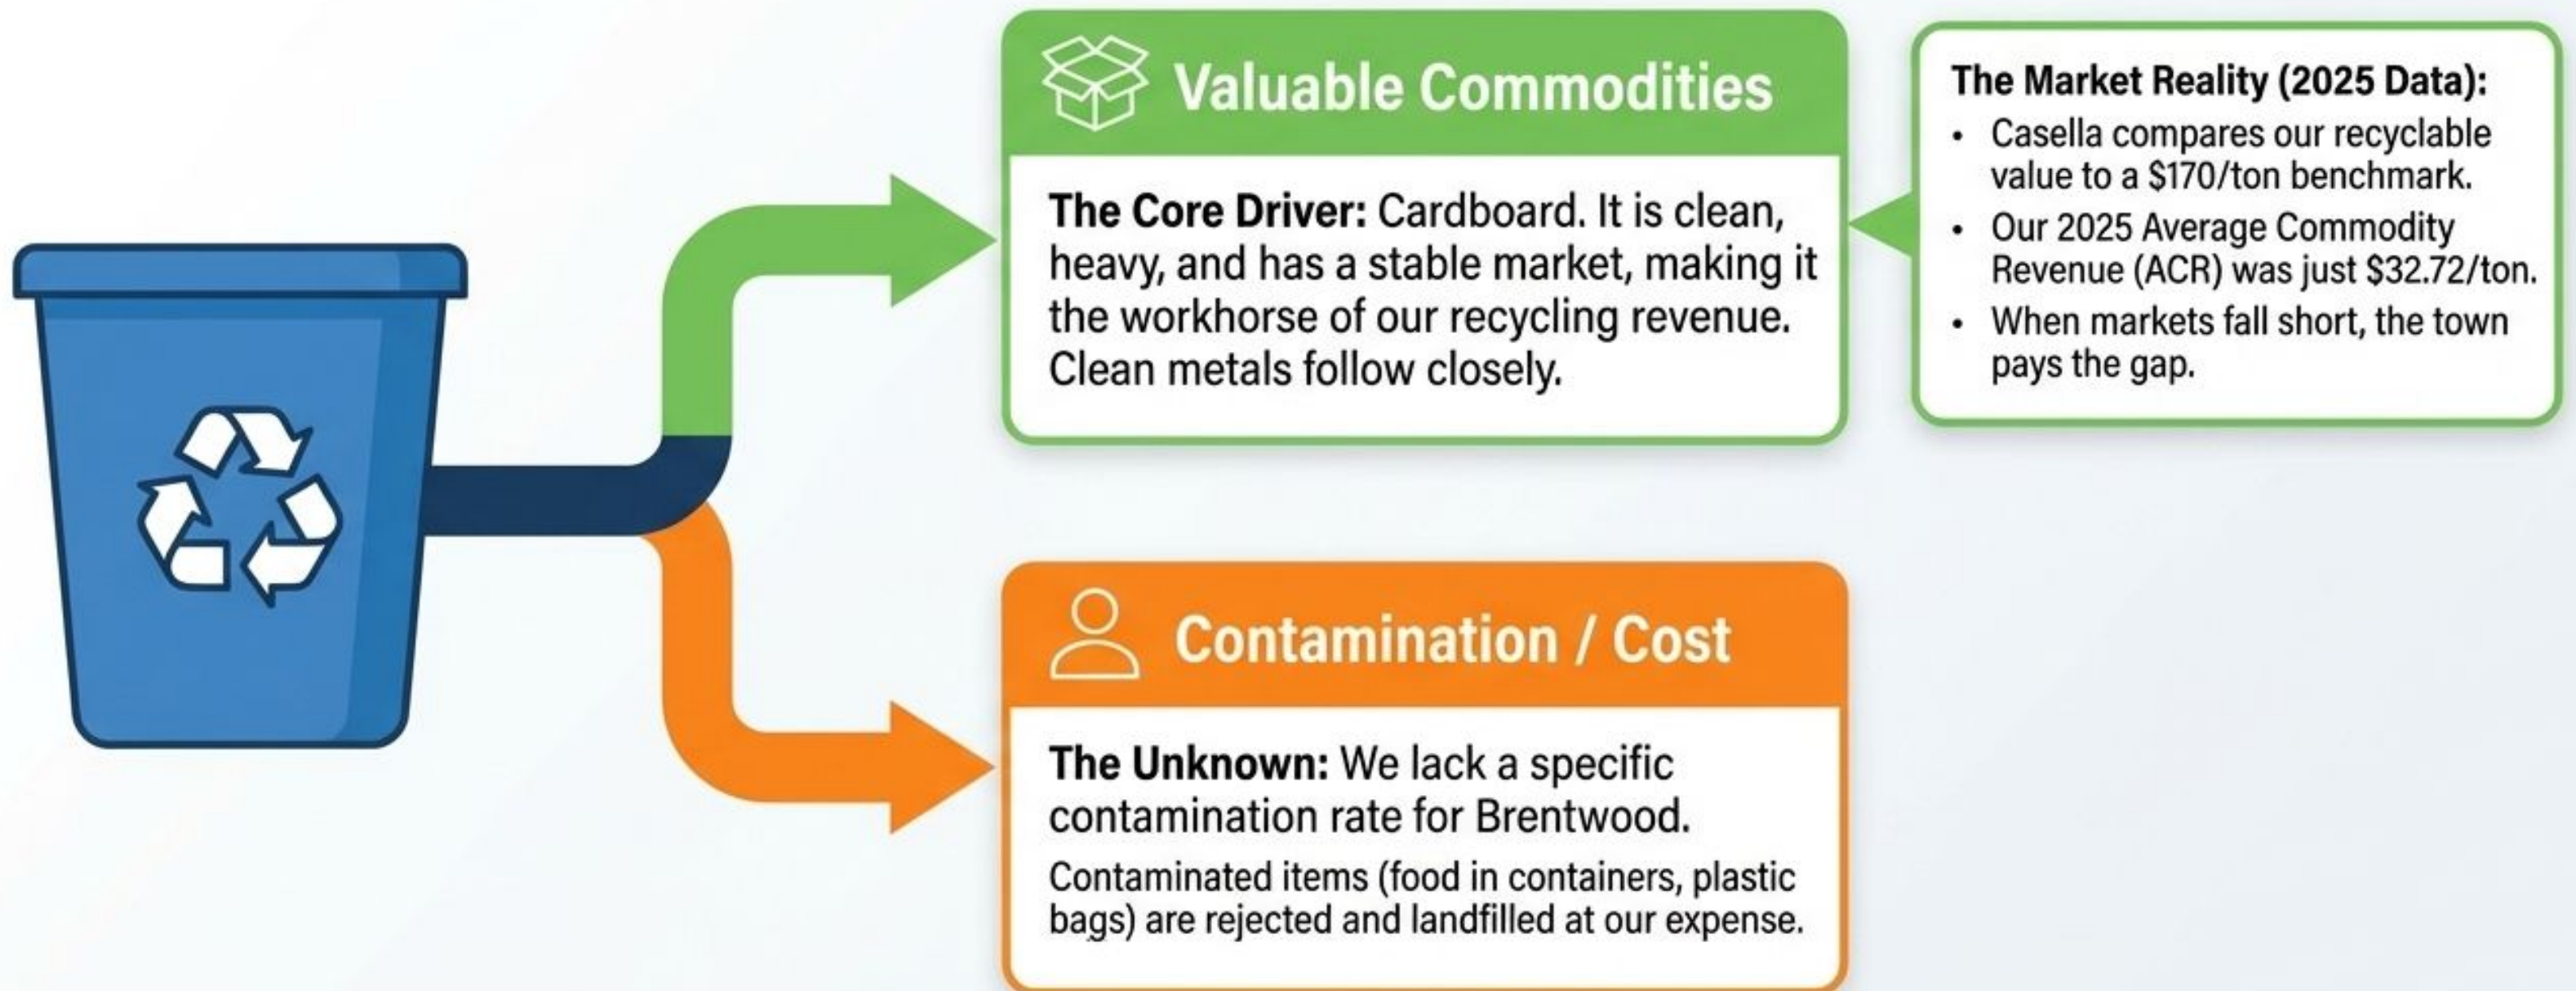 Valuable Commodities
The Core Driver: Cardboard. It is clean,
heavy, and has a stable market, making it
the workhorse of our recycling revenue.
Clean metals follow closely.
The Market Reality (2025 Data):
• Casella compares our recyclable
value to a $170/ton benchmark.
• Our 2025 Average Commodity
Revenue (ACR) was just $32.72/ton.
• When markets fall short, the town
pays the gap.
Contamination / Cost
The Unknown: We lack a specific
contamination rate for Brentwood.
Contaminated items (food in containers, plastic
bags) are rejected and landfilled at our expense.